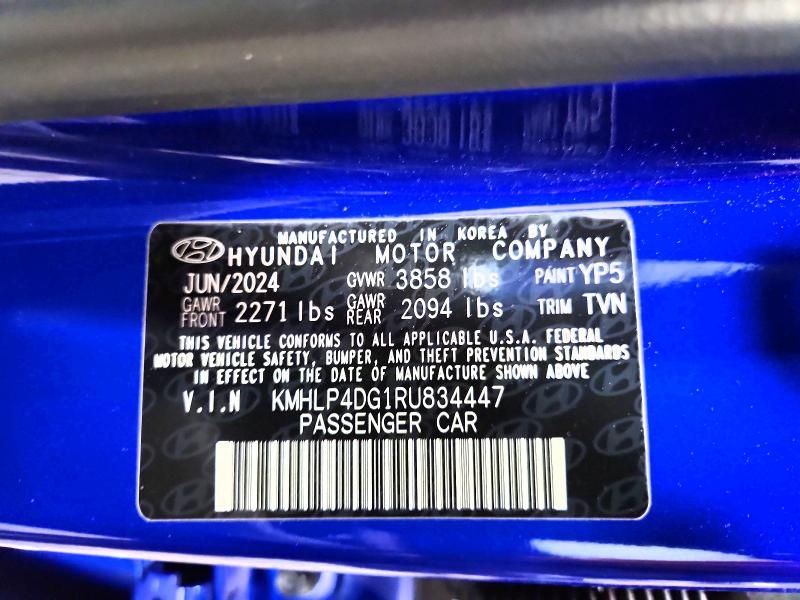 MANUFACTURED IN KOREA BY
HYUNDAI MOTOR COMPANY
JUN/2024 GVWR 3858 lbs PAINT YP5
GAWR FRONT 2271 lbs GAWR REAR 2094 lbs TRIM TVN
THIS VEHICLE CONFORMS TO ALL APPLICABLE U.S.A. FEDERAL
MOTOR VEHICLE SAFETY, BUMPER, AND THEFT PREVENTION STANDARDS
IN EFFECT ON THE DATE OF MANUFACTURE SHOWN ABOVE
V.I.N KMHLP4DG1RU834447
PASSENGER CAR